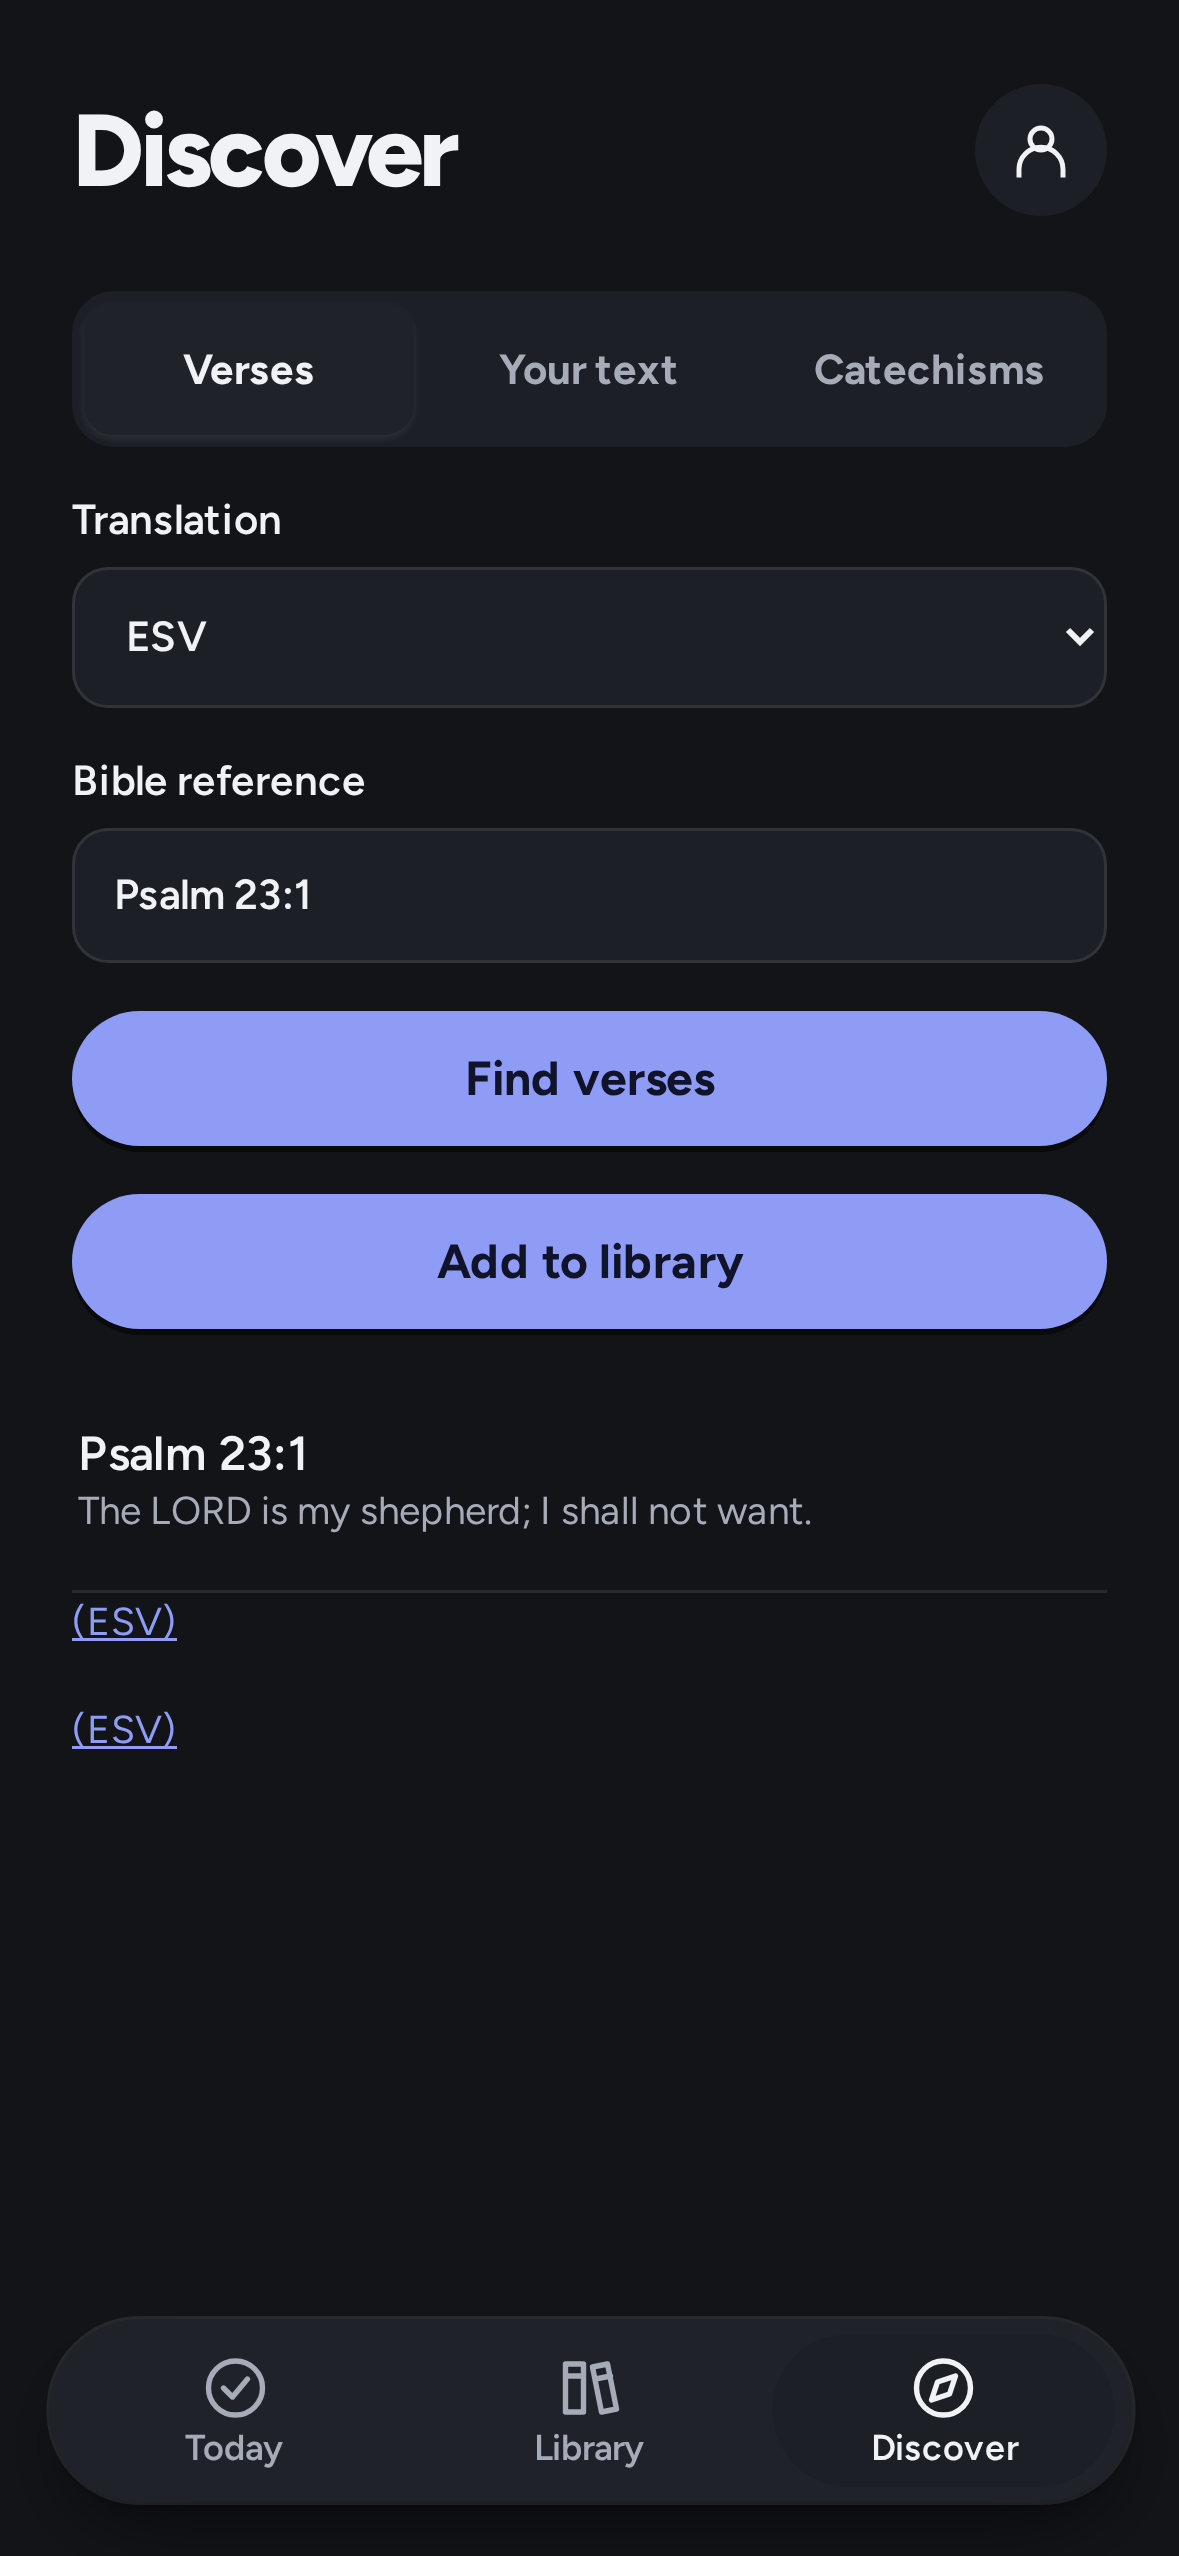 Discover
Verses
Your text
Catechisms
Translation
ESV
Bible reference
Psalm 23:1
Find verses
Add to library
Psalm 23:1
The LORD is my shepherd; I shall not want.
(ESV)
(ESV)
Today
Library
Discover